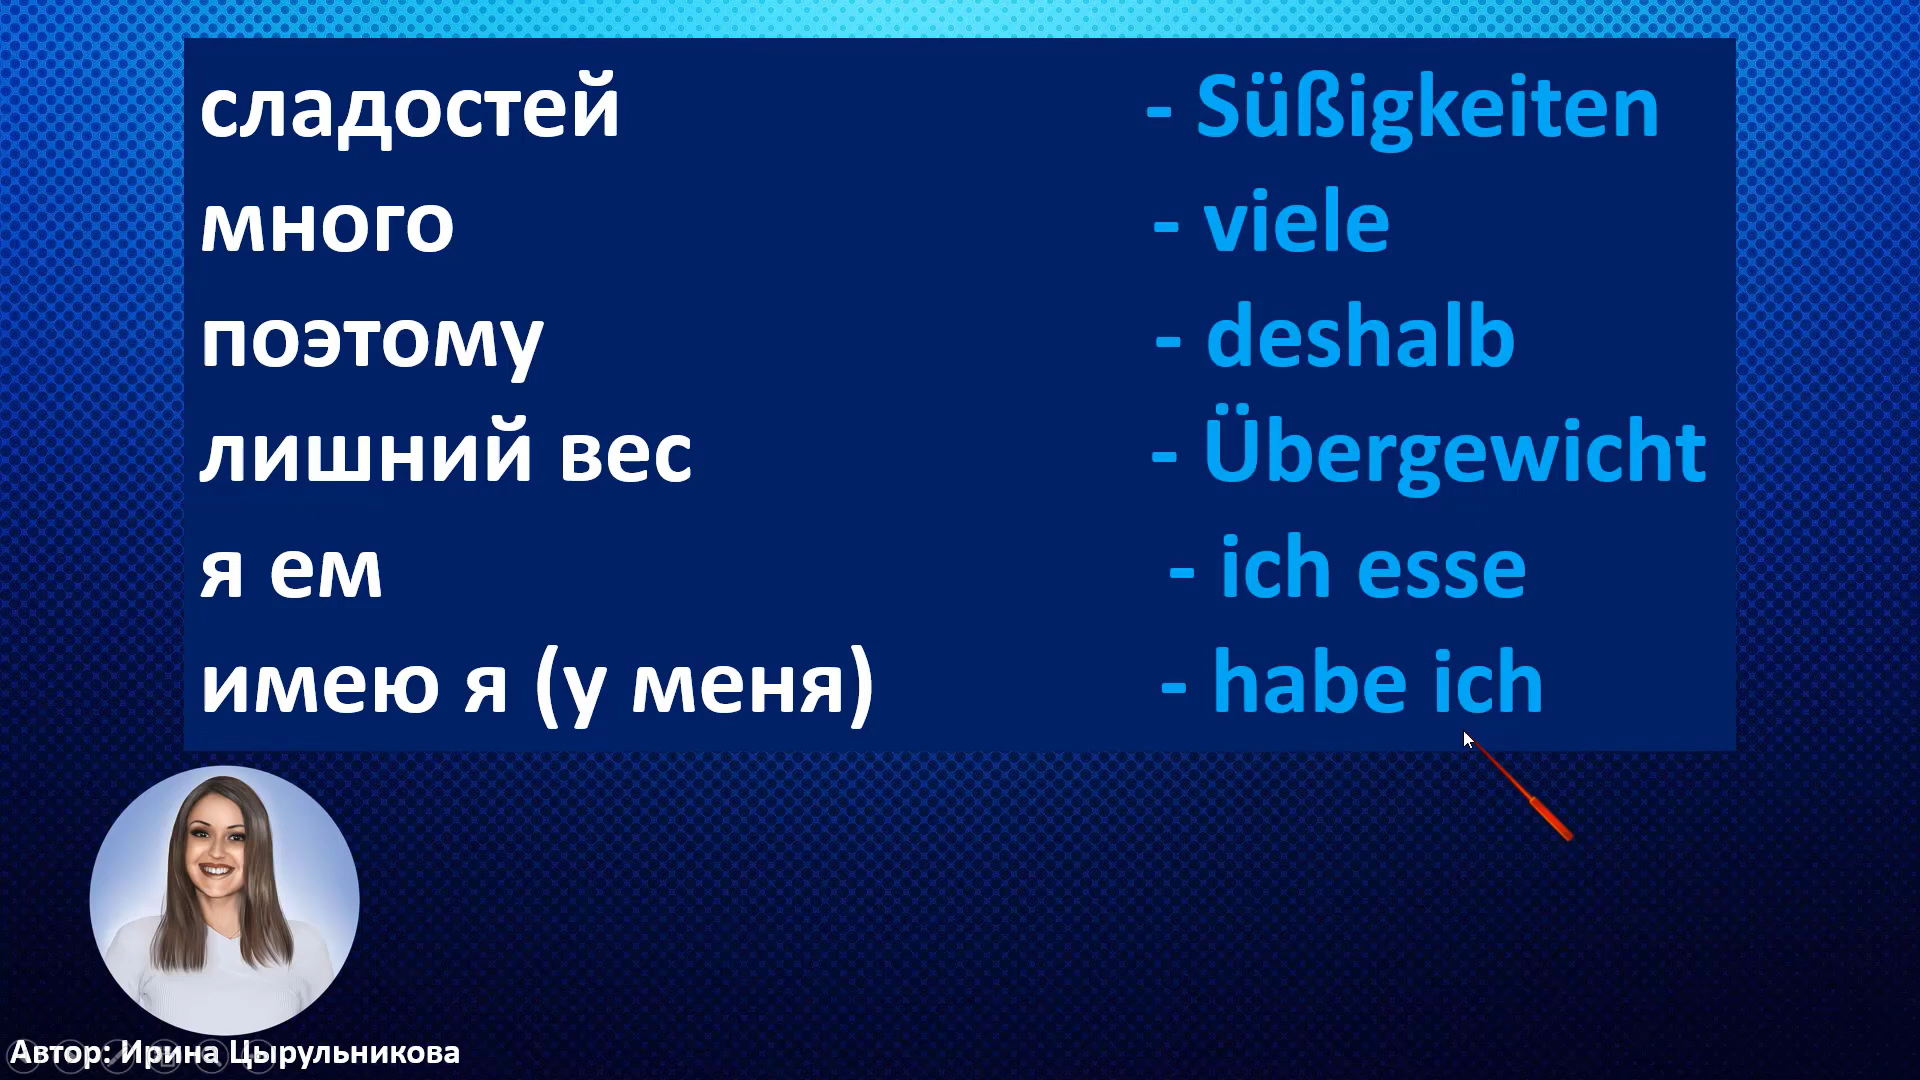 сладостей - Süßigkeiten
много - viele
поэтому - deshalb
лишний вес - Übergewicht
я ем - ich esse
имею я (у меня) - habe ich
Автор: Ирина Цырульникова